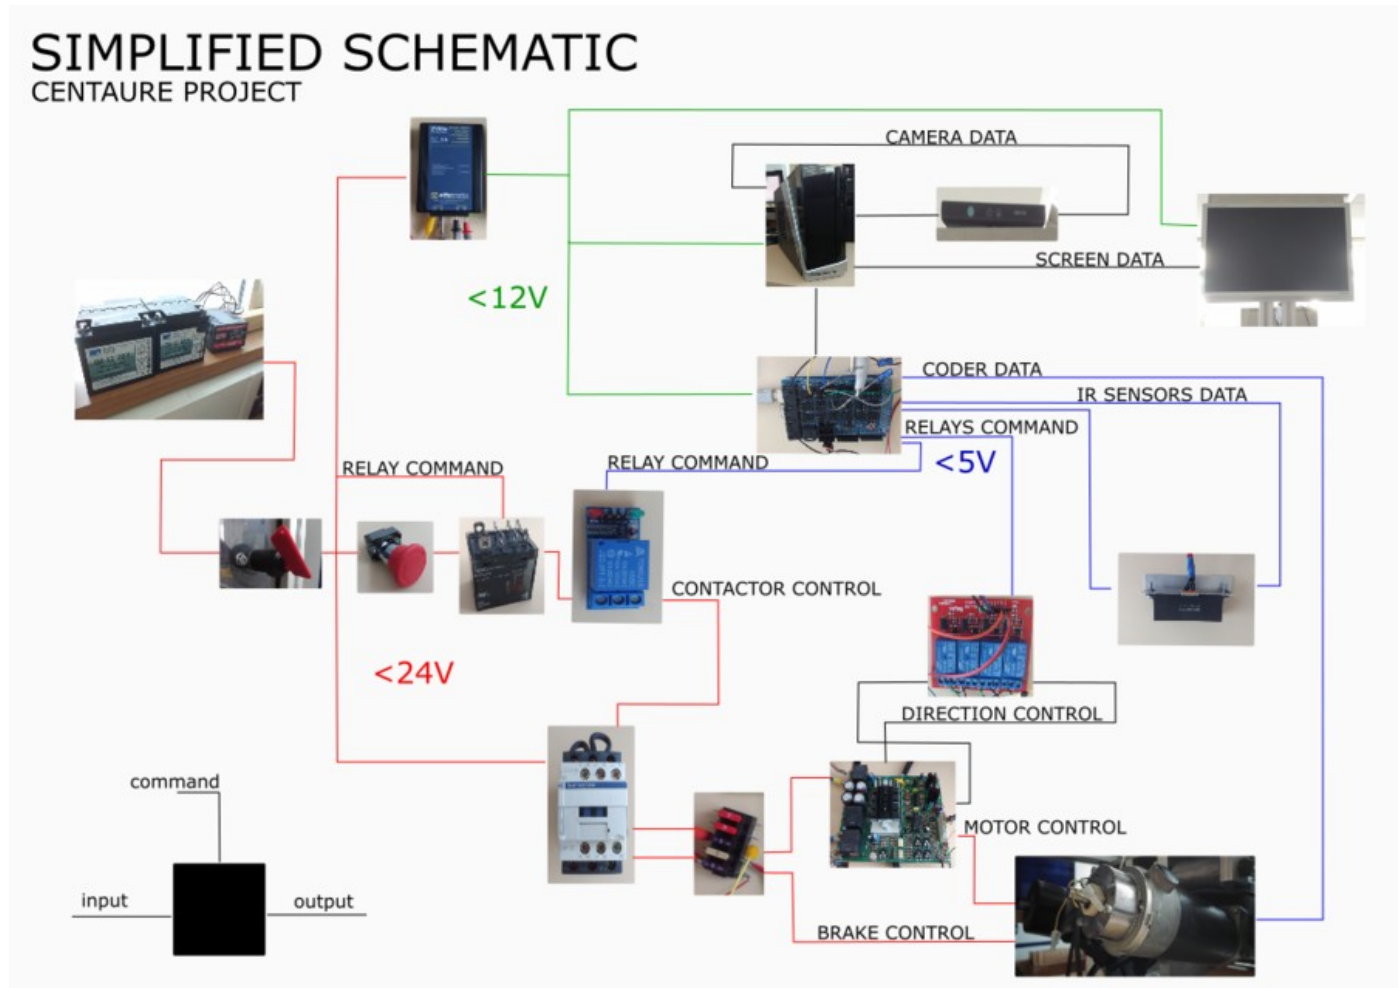 SIMPLIFIED SCHEMATIC
CENTAURE PROJECT
CAMERA DATA
SCREEN DATA
<12V
CODER DATA
IR SENSORS DATA
RELAYS COMMAND
<5V
RELAY COMMAND
RELAY COMMAND
CONTACTOR CONTROL
<24V
DIRECTION CONTROL
command
input
output
MOTOR CONTROL
BRAKE CONTROL